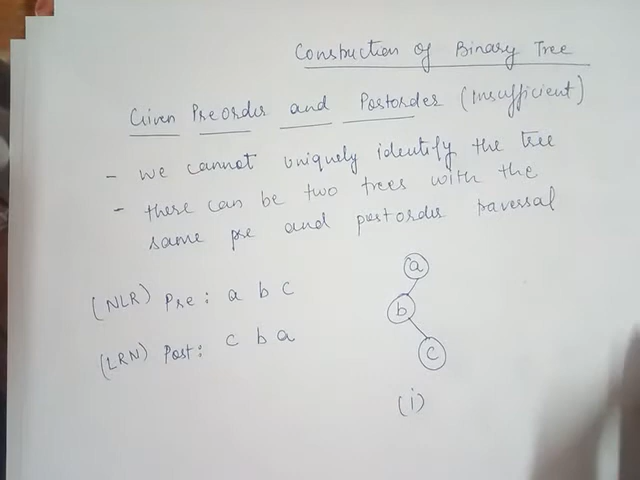 Construction of Binary Tree
Given Preorder and Postorder (Insufficient)
- we cannot uniquely identify the tree
- there can be two trees with the
same pre and postorder traversal
(NLR) Pre: a b c
(LRN) Post: c b a
a
b
c
(i)